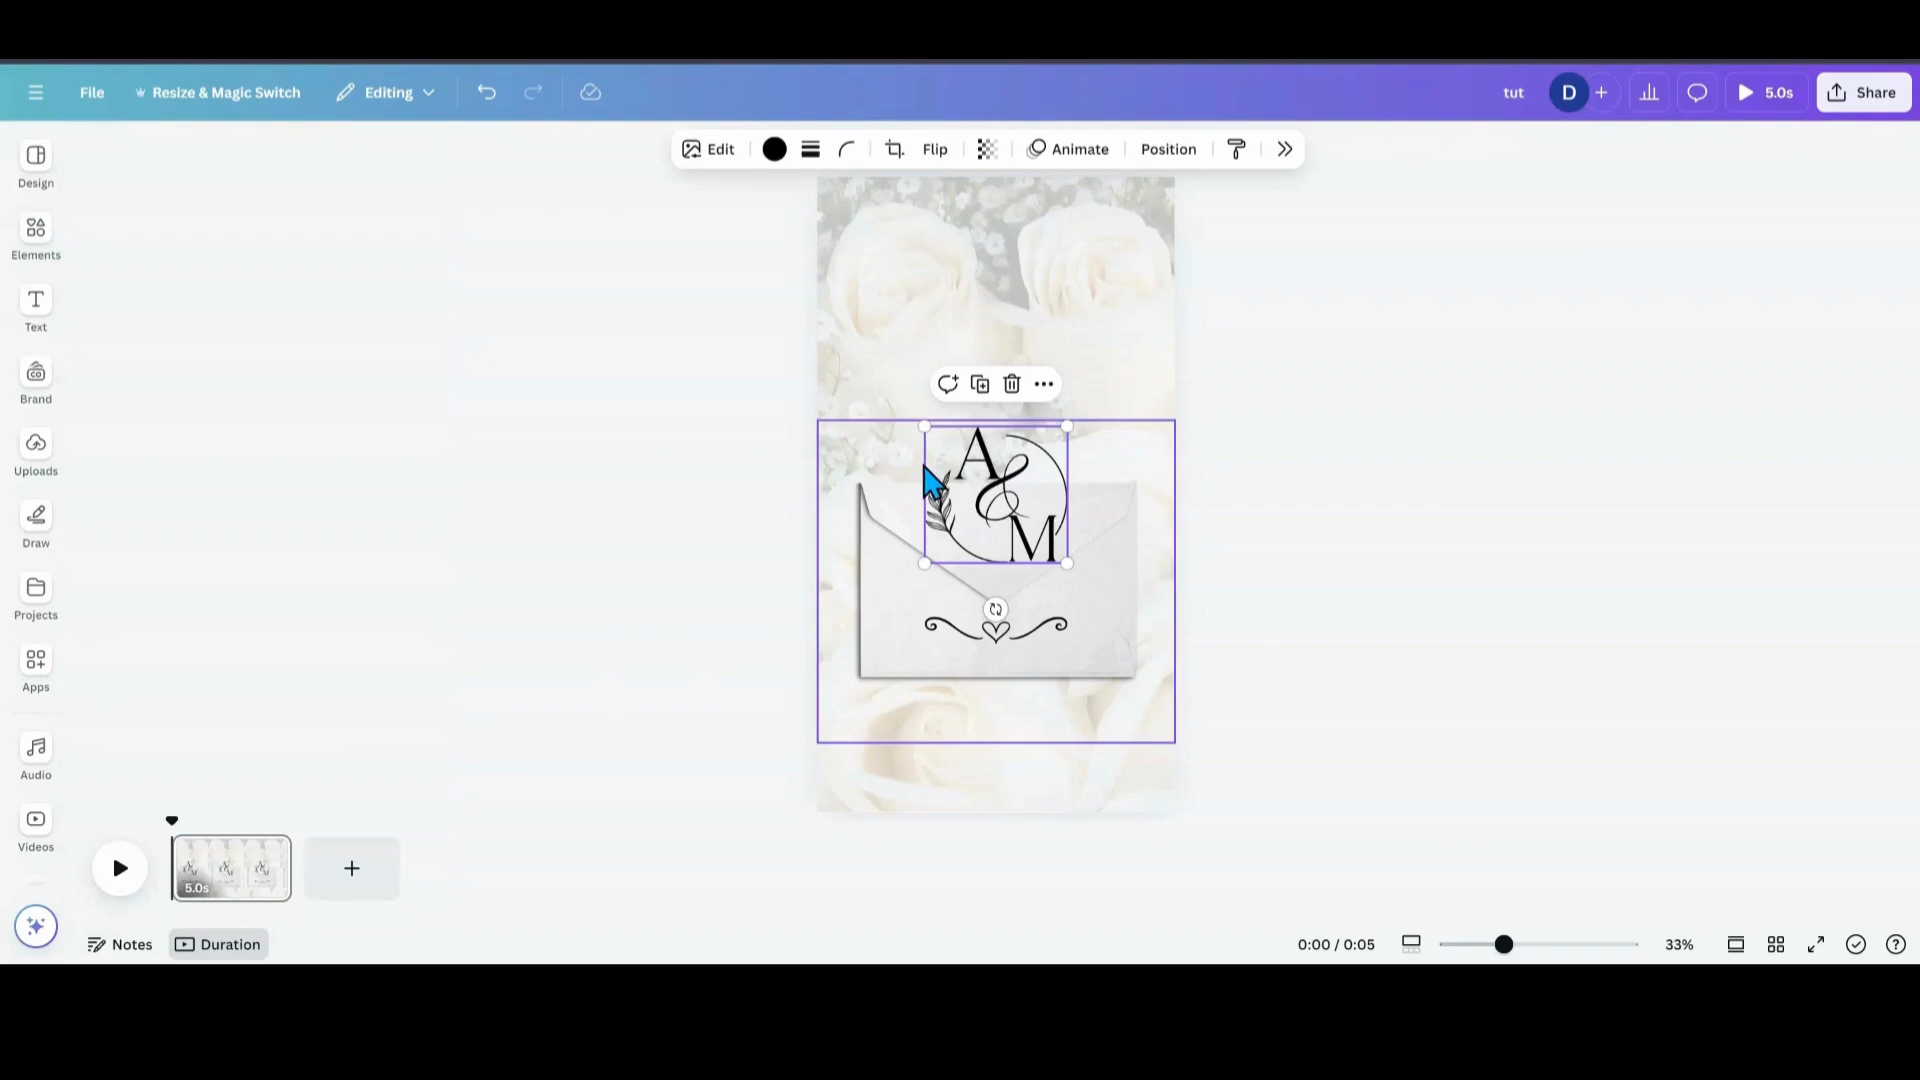 File
Resize & Magic Switch
Editing
tut
D
5.0s
Share
Edit
Flip
Animate
Position
Design
Elements
Text
Brand
Uploads
Draw
Projects
Apps
Audio
Videos
A
&
M
5.0s
Notes
Duration
0:00 / 0:05
33%